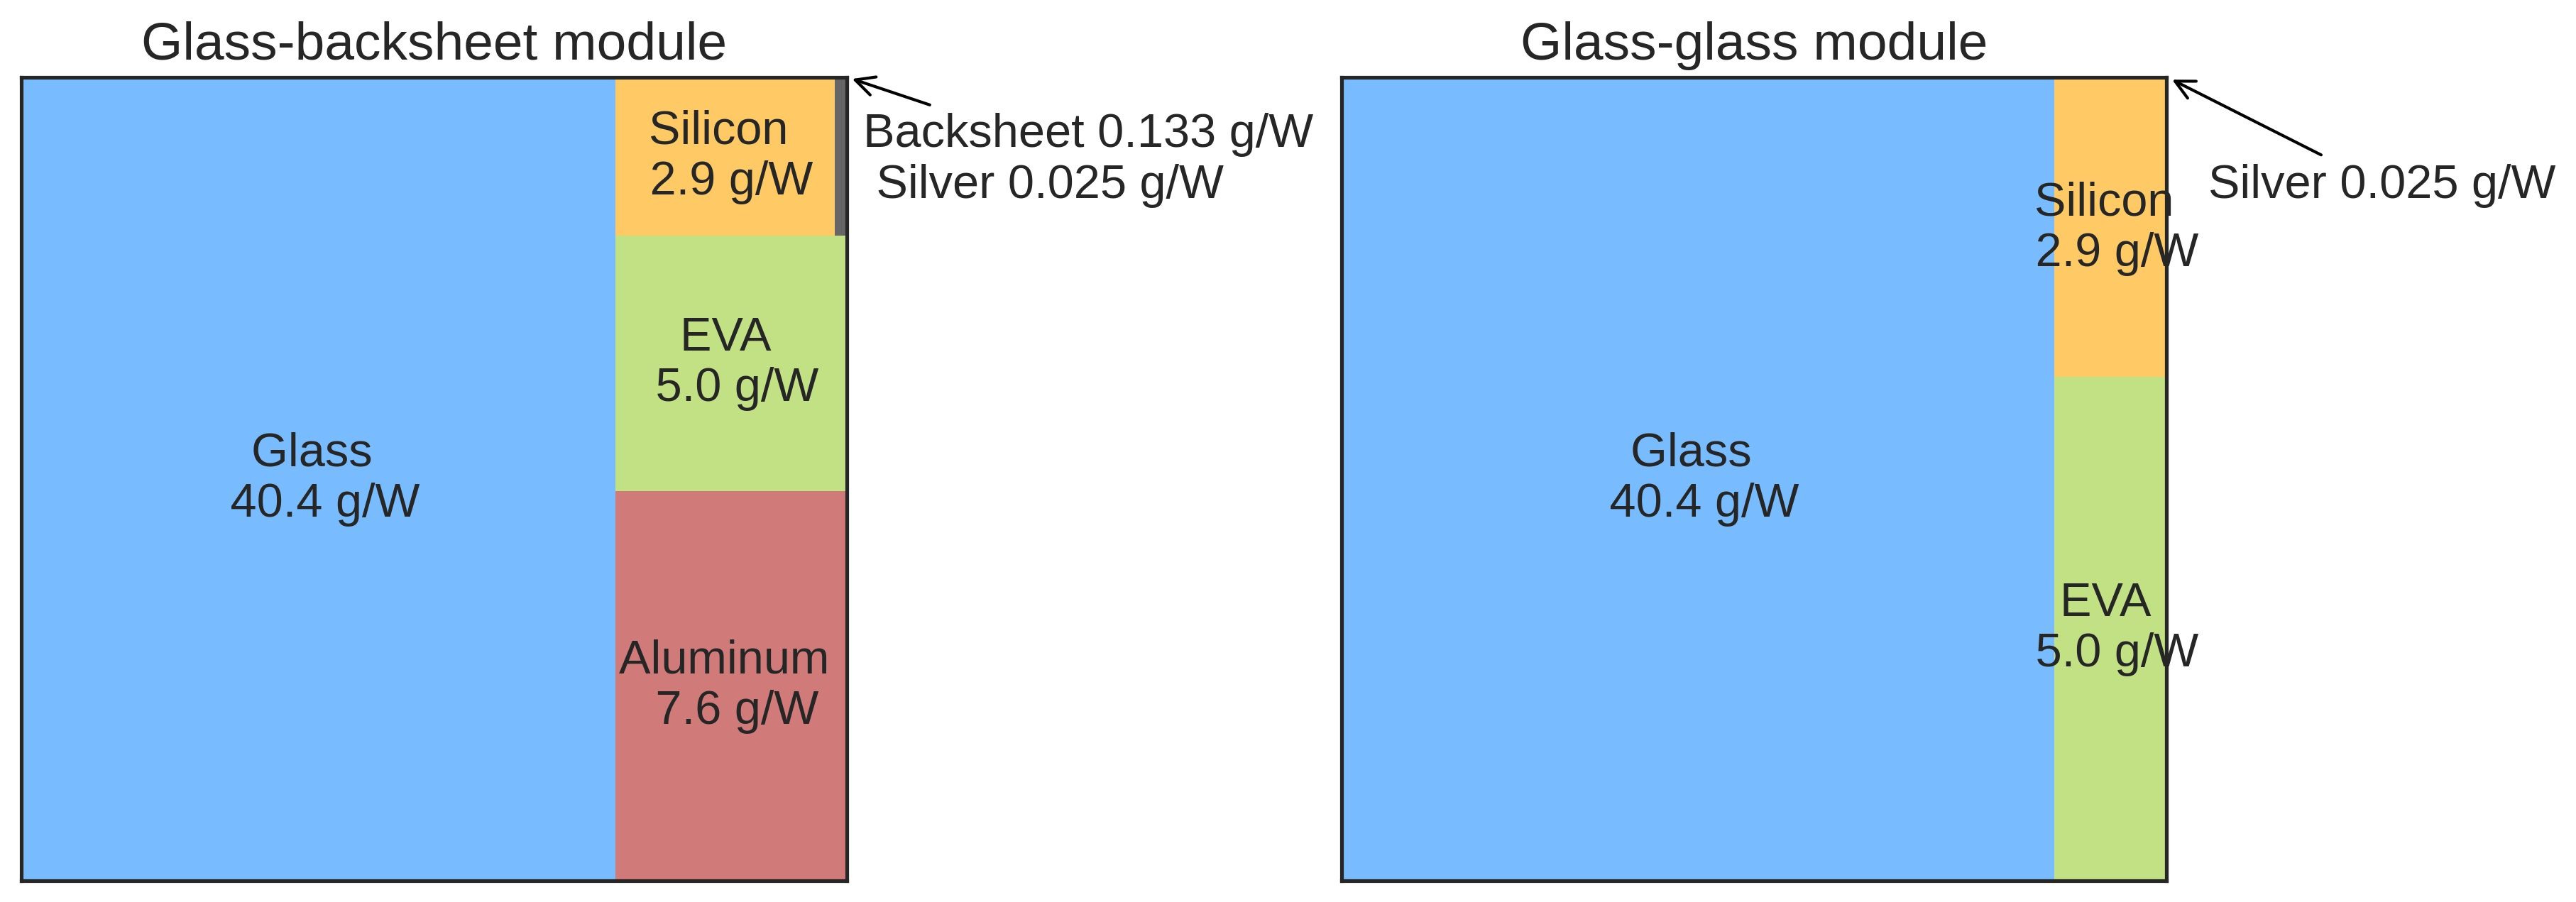 Glass-backsheet module
Silicon
2.9 g/W
Backsheet 0.133 g/W
Silver 0.025 g/W
EVA
5.0 g/W
Glass
40.4 g/W
Aluminum
7.6 g/W
Glass-glass module
Silicon
2.9 g/W
Silver 0.025 g/W
Glass
40.4 g/W
EVA
5.0 g/W